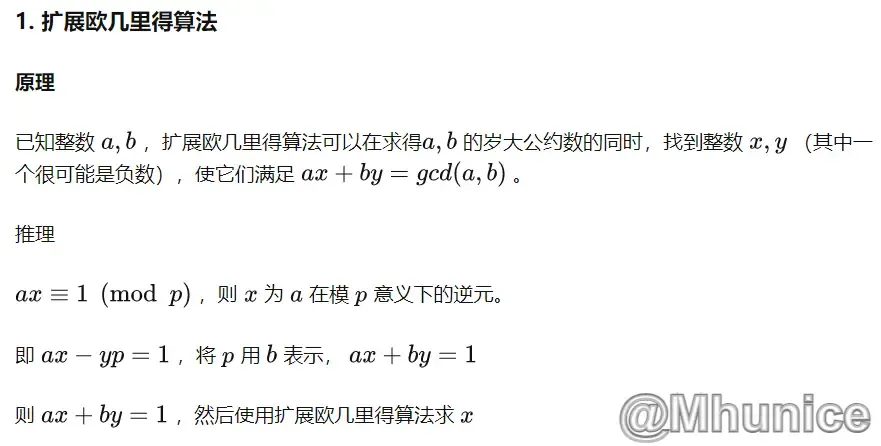 1. 扩展欧几里得算法
原理
已知整数 a, b ，扩展欧几里得算法可以在求得a, b 的岁大公约数的同时，找到整数 x, y （其中一
个很可能是负数），使它们满足 ax + by = gcd(a, b) 。
推理
ax ≡ 1 (mod p) ，则 x 为 a 在模 p 意义下的逆元。
即 ax − yp = 1 ，将 p 用 b 表示， ax + by = 1
则 ax + by = 1 ，然后使用扩展欧几里得算法求 x
@Mhunice